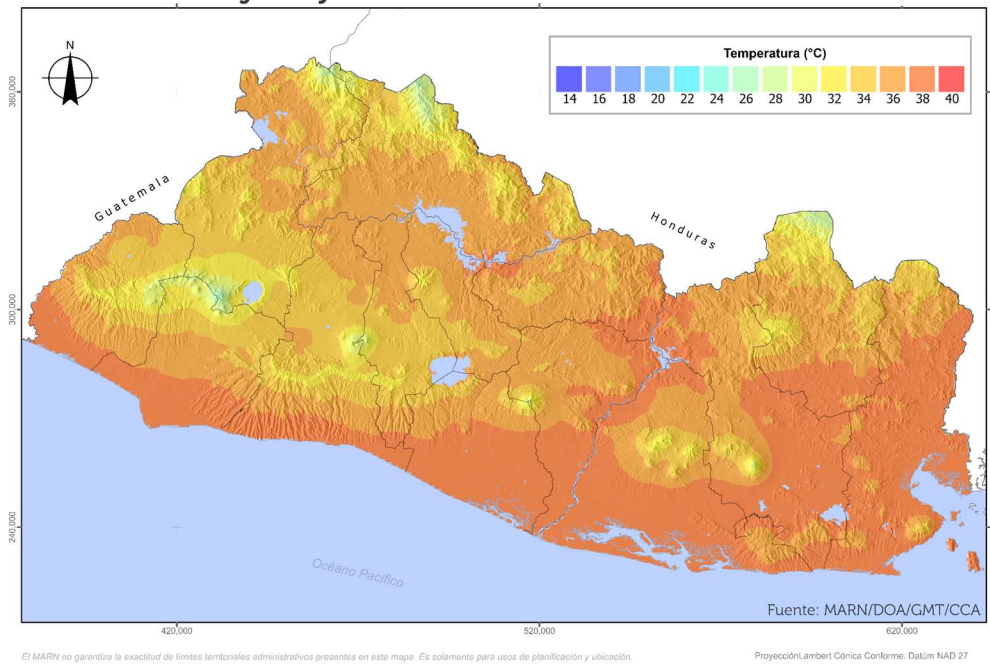 N
Temperatura (°C)
14 16 18 20 22 24 26 28 30 32 34 36 38 40
360,000
Guatemala
Honduras
300,000
240,000
Océano Pacífico
Fuente: MARN/DOA/GMT/CCA
420,000 520,000 620,000
El MARN no garantiza la exactitud de límites territoriales administrativos presentes en este mapa. Es solamente para usos de planificación y ubicación.
ProyecciónLambert Cónica Conforme. Datúm NAD 27